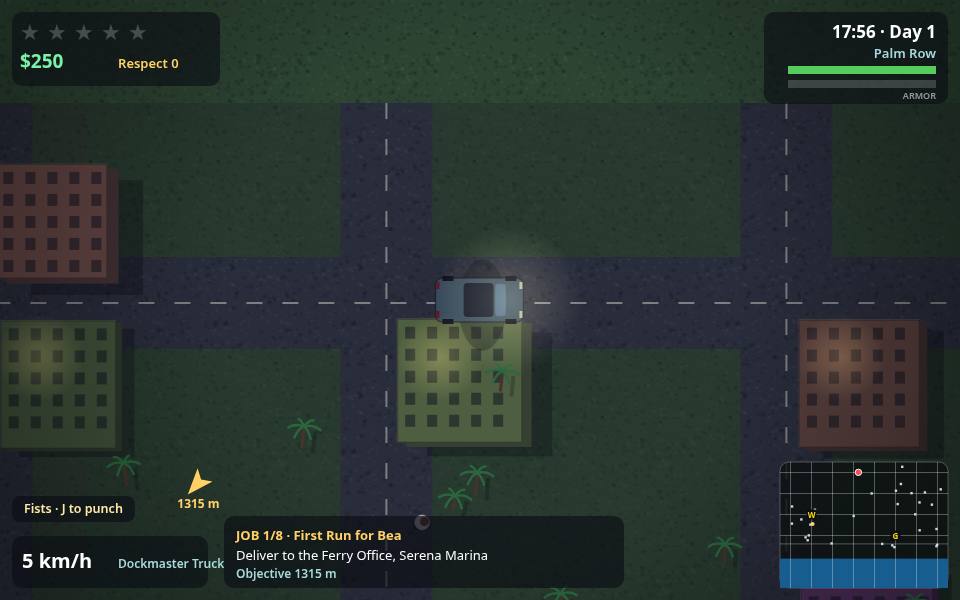 $250 Respect 0
17:56 · Day 1
Palm Row
ARMOR
1315 m
Fists · J to punch
5 km/h Dockmaster Truck
JOB 1/8 · First Run for Bea
Deliver to the Ferry Office, Serena Marina
Objective 1315 m
W
G